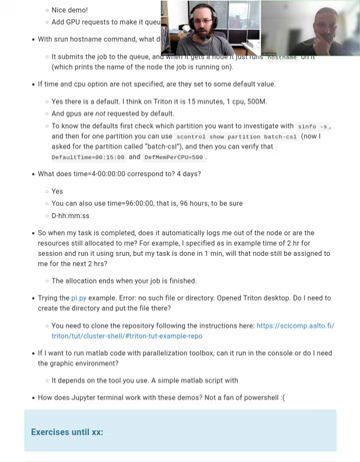 Nice demo!
Add GPU requests to make it queu
With srun hostname command, what d
It submits the job to the queue, and when it gets a node it just runs hostname on it
(which prints the name of the node the job is running on).
If time and cpu option are not specified, are they set to some default value.
Yes there is a default. I think on Triton it is 15 minutes, 1 cpu, 500M.
And gpus are not requested by default.
To know the defaults first check which partition you want to investigate with sinfo -s,
and then for one partition you can use scontrol show partition batch-csl (now I
asked for the partition called "batch-csl"), and then you can verify that
DefaultTime=00:15:00 and DefMemPerCPU=500.
What does time=4-00:00:00 correspond to? 4 days?
Yes
You can also use time=96:00:00, that is, 96 hours, to be sure
D-hh:mm:ss
So when my task is completed, does it automatically logs me out of the node or are the
resources still allocated to me? For example, I specified as in example time of 2 hr for
session and run it using srun, but my task is done in 1 min, will that node still be assigned to
me for the next 2 hrs?
The allocation ends when your job is finished.
Trying the pi.py example. Error: no such file or directory. Opened Triton desktop. Do I need to
create the directory and put the file there?
You need to clone the repository following the instructions here: https://scicomp.aalto.fi/
triton/tut/cluster-shell/#triton-tut-example-repo
If I want to run matlab code with parallelization toolbox, can it run in the console or do I need
the graphic environment?
It depends on the tool you use. A simple matlab script with
How does Jupyter terminal work with these demos? Not a fan of powershell :(
Exercises until xx: